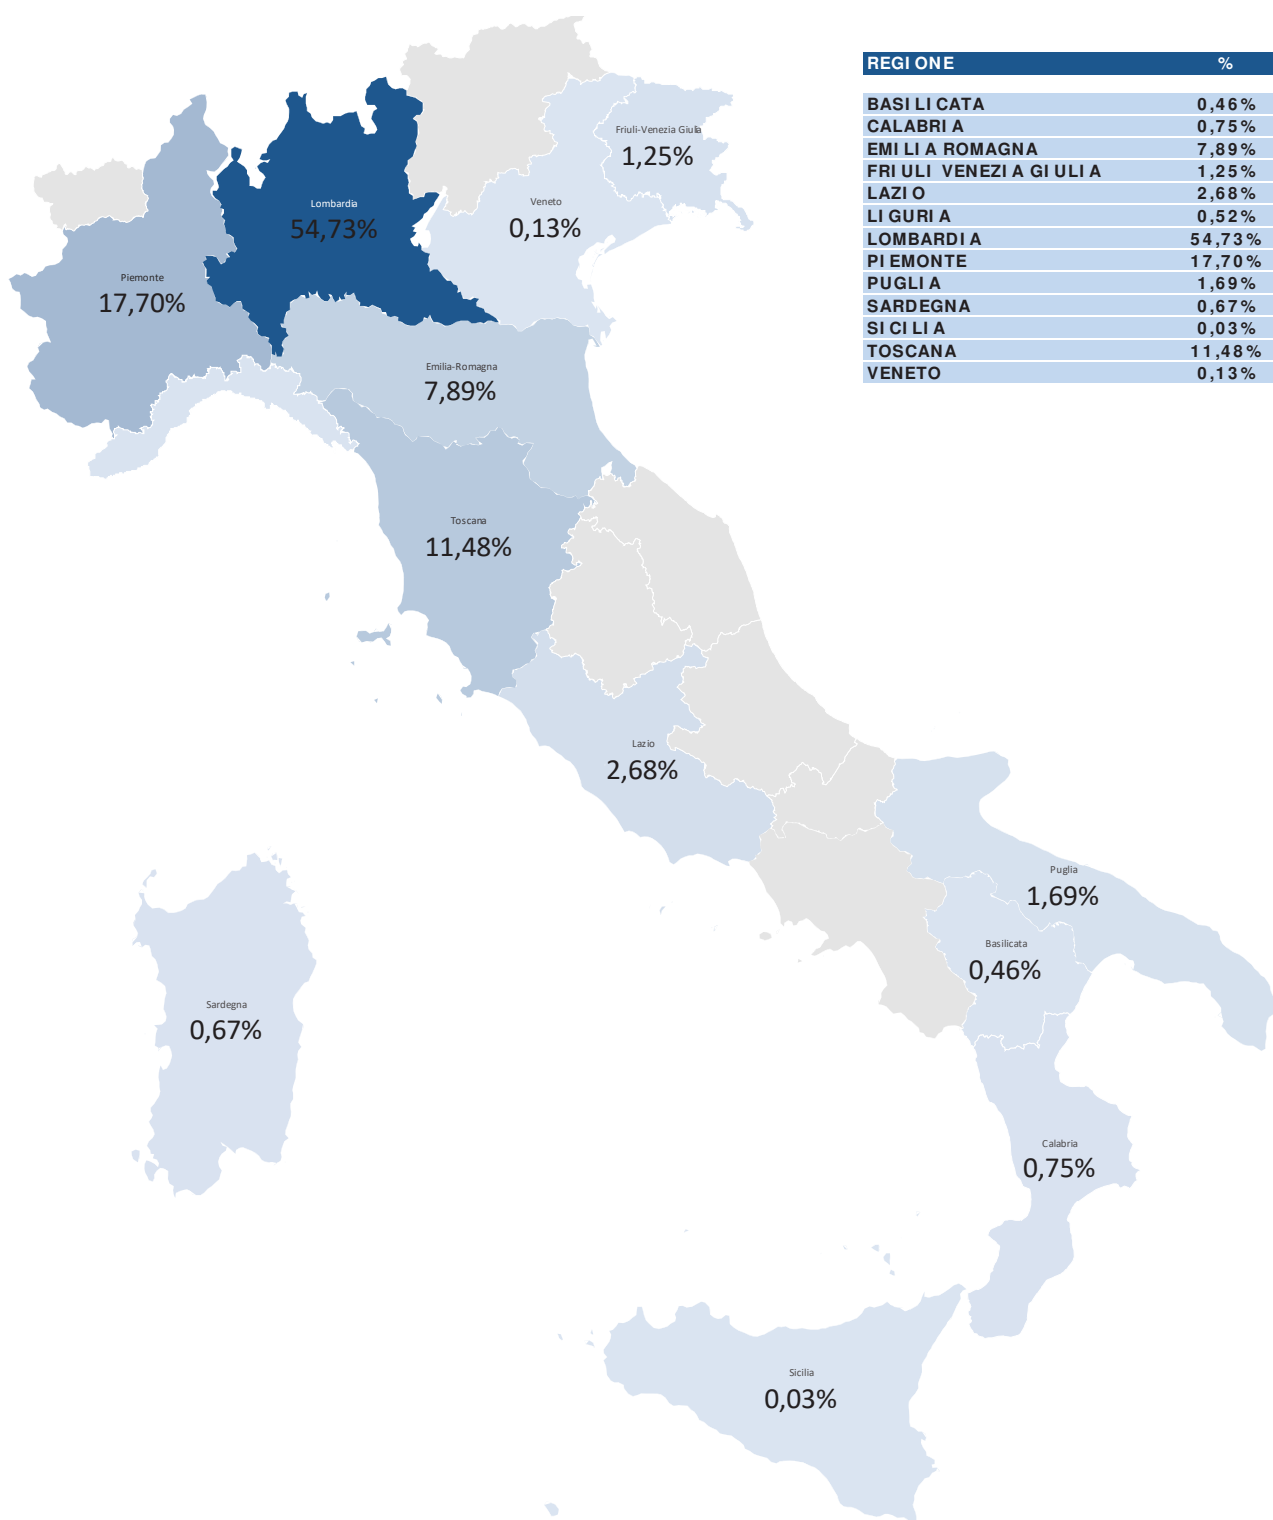 REGIONE %
BASILICATA 0,46%
CALABRIA 0,75%
EMILIA ROMAGNA 7,89%
FRIULI VENEZIA GIULIA 1,25%
LAZIO 2,68%
LIGURIA 0,52%
LOMBARDIA 54,73%
PIEMONTE 17,70%
PUGLIA 1,69%
SARDEGNA 0,67%
SICILIA 0,03%
TOSCANA 11,48%
VENETO 0,13%
Friuli-Venezia Giulia
1,25%
Lombardia
54,73%
Veneto
0,13%
Piemonte
17,70%
Emilia-Romagna
7,89%
Toscana
11,48%
Lazio
2,68%
Puglia
1,69%
Basilicata
0,46%
Sardegna
0,67%
Calabria
0,75%
Sicilia
0,03%